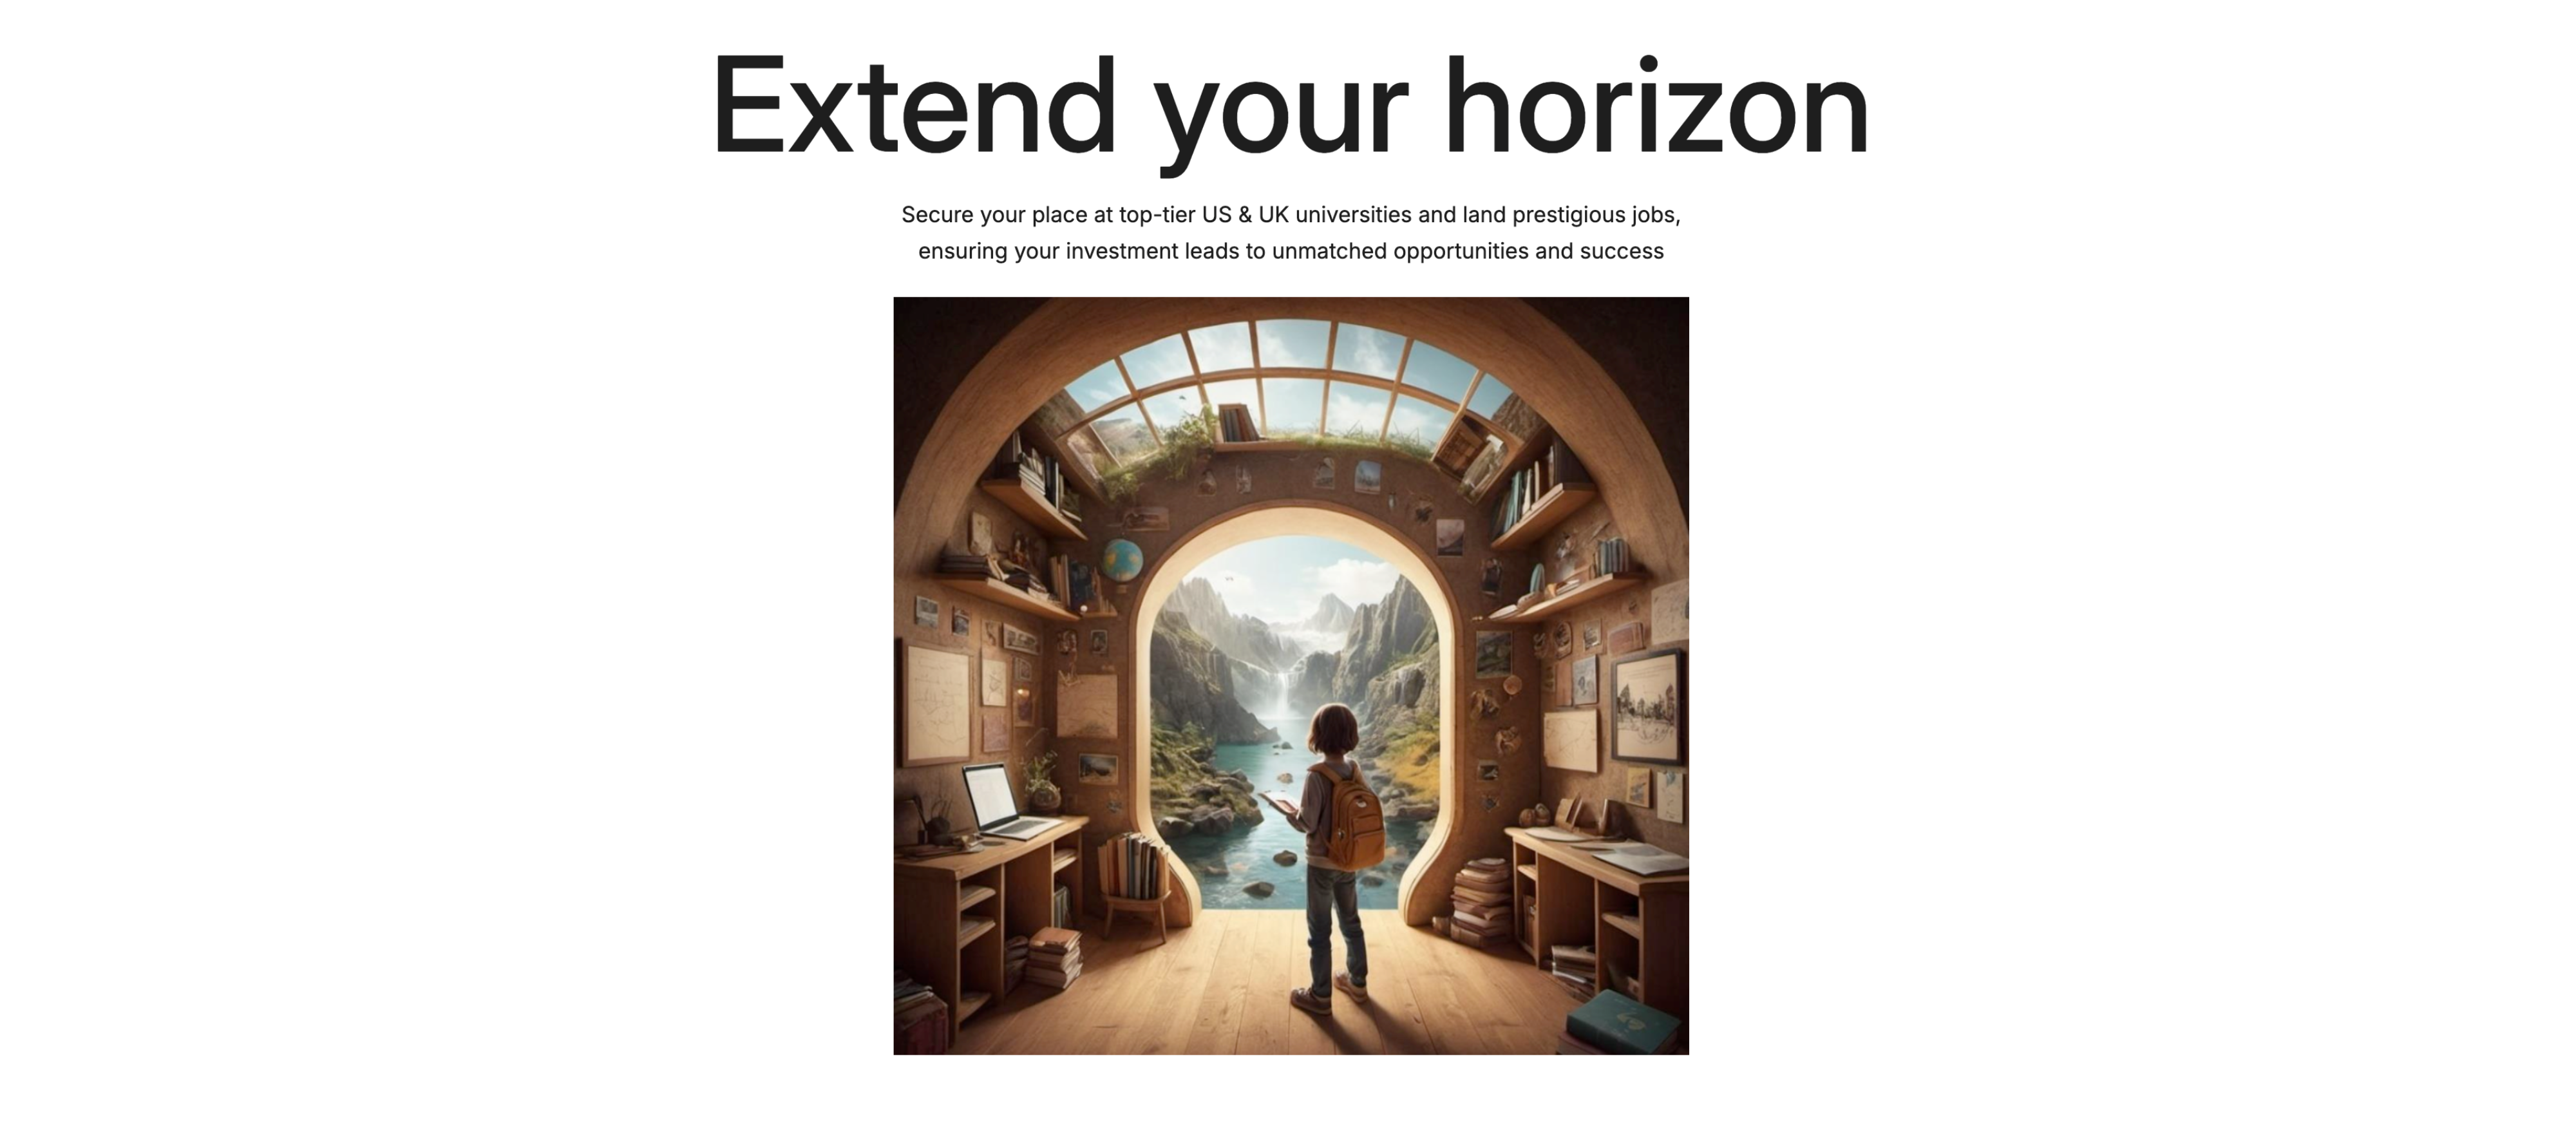 Extend your horizon
Secure your place at top-tier US & UK universities and land prestigious jobs,
ensuring your investment leads to unmatched opportunities and success